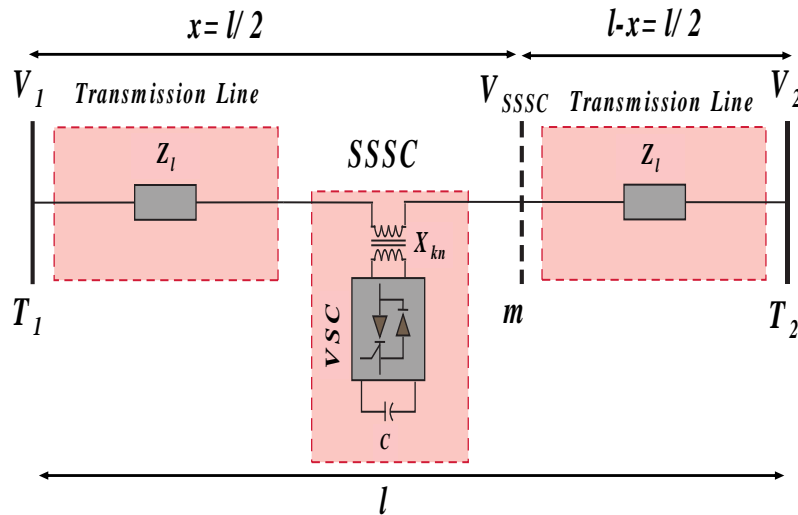 x = l / 2
l-x = l / 2
V1
Transmission Line
VSSSC
Transmission Line
V2
Zl
SSSC
Zl
Xkn
T1
VSC
m
T2
C
l